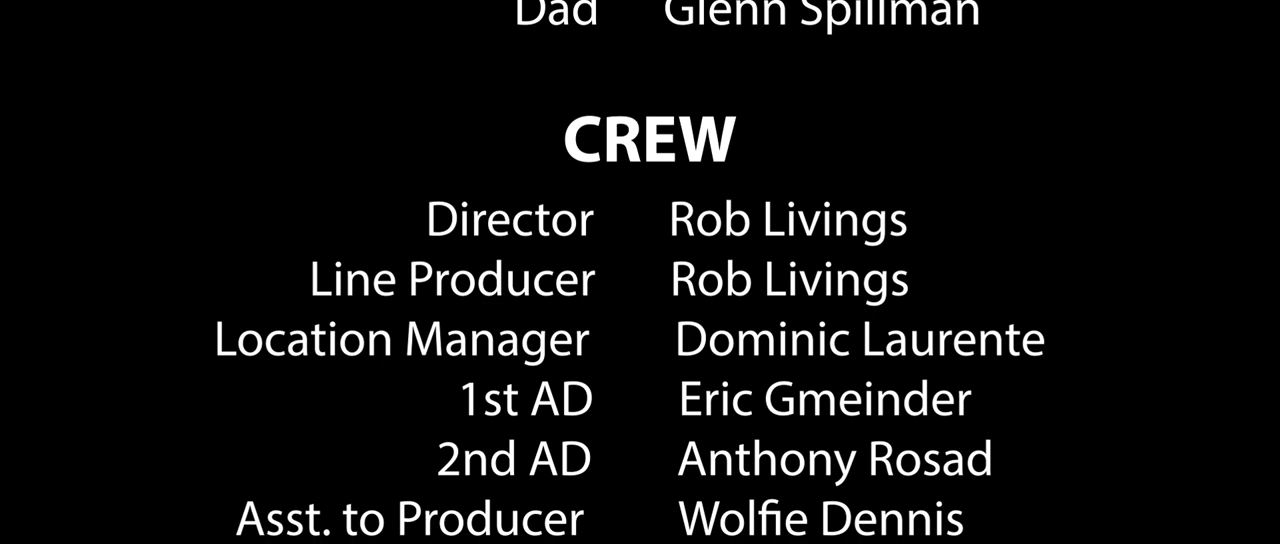 Dad Glenn Spillman
CREW
Director Rob Livings
Line Producer Rob Livings
Location Manager Dominic Laurente
1st AD Eric Gmeinder
2nd AD Anthony Rosad
Asst. to Producer Wolfie Dennis